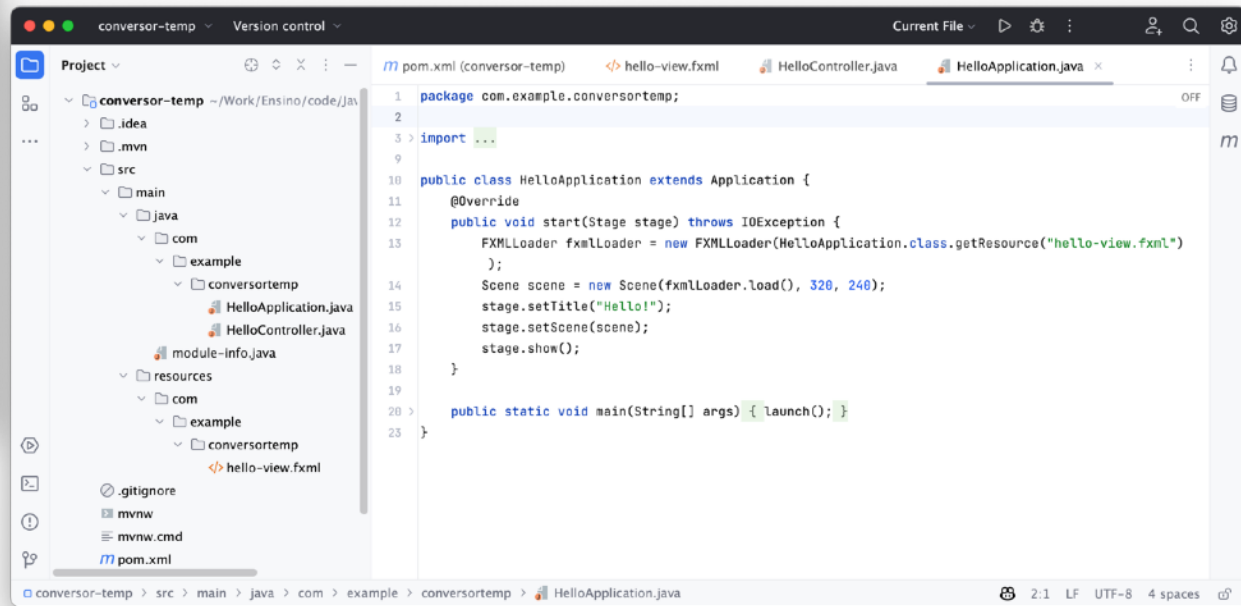 conversor-temp
Version control
Current File
Project
conversor-temp ~/Work/Ensino/code/Jav
.idea
.mvn
src
main
java
com
example
conversortemp
HelloApplication.java
HelloController.java
module-info.java
resources
com
example
conversortemp
</> hello-view.fxml
.gitignore
mvnw
mvnw.cmd
m pom.xml
m pom.xml (conversor-temp)
</> hello-view.fxml
HelloController.java
HelloApplication.java ×
OFF
m
1 package com.example.conversortemp;
2
3 > import ...
9
10 public class HelloApplication extends Application {
11 @Override
12 public void start(Stage stage) throws IOException {
13 FXMLLoader fxmlLoader = new FXMLLoader(HelloApplication.class.getResource("hello-view.fxml")
);
14 Scene scene = new Scene(fxmlLoader.load(), 320, 240);
15 stage.setTitle("Hello!");
16 stage.setScene(scene);
17 stage.show();
18 }
19
20 > public static void main(String[] args) { launch(); }
23 }
conversor-temp > src > main > java > com > example > conversortemp > HelloApplication.java
2:1 LF UTF-8 4 spaces